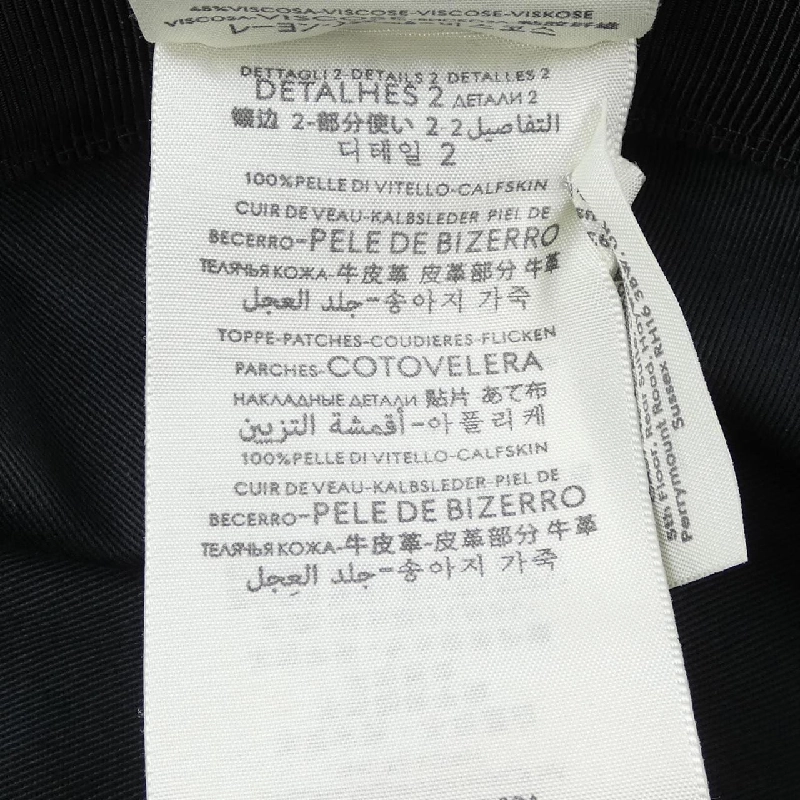 VISCOSA-VISCOSE-VISCOSE-VISKOSE
DETTAGLI 2-DETAILS 2 DETALLES 2
DETALHES 2 ДЕТАЛИ 2
镶边 2-部分使い 2 التفاصيل 2
디테일 2
100%PELLE DI VITELLO-CALFSKIN
CUIR DE VEAU-KALBSLEDER PIEL DE
BECERRO-PELE DE BIZERRO
ТЕЛЯЧЬЯ КОЖА-牛皮革 皮革部分 牛革
جلد العجل-송아지 가죽
TOPPE-PATCHES-COUDIERES-FLICKEN
PARCHES-COTOVELERA
НАКЛАДНЫЕ ДЕТАЛИ 贴片 あて布
أقمشة التزيين-아플리케
100%PELLE DI VITELLO-CALFSKIN
CUIR DE VEAU-KALBSLEDER-PIEL DE
BECERRO-PELE DE BIZERRO
ТЕЛЯЧЬЯ КОЖА-牛皮革-皮革部分 牛革
جلد العجل-송아지 가죽
5th Floor,
Perrymount Road,
Sussex RH16 3BW,